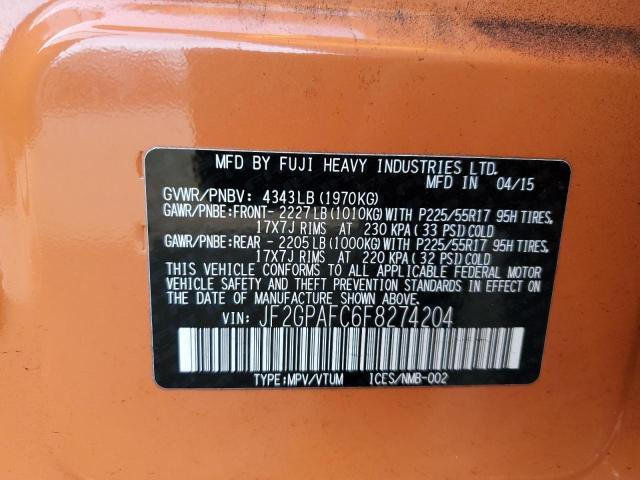 MFD BY FUJI HEAVY INDUSTRIES LTD.
MFD IN 04/15
GVWR/PNBV: 4343LB(1970KG)
GAWR/PNBE:FRONT- 2227LB(1010KG)WITH P225/55R17 95H TIRES,
17X7J RIMS AT 230 KPA(33 PSI)COLD
GAWR/PNBE:REAR - 2205LB(1000KG)WITH P225/55R17 95H TIRES,
17X7J RIMS AT 220 KPA(32 PSI)COLD
THIS VEHICLE CONFORMS TO ALL APPLICABLE FEDERAL MOTOR
VEHICLE SAFETY AND THEFT PREVENTION STANDARDS IN EFFECT
ON THE DATE OF MANUFACTURE SHOWN ABOVE.
VIN: JF2GPAFC6F8274204
TYPE:MPV/VTUM ICES/NMB-002